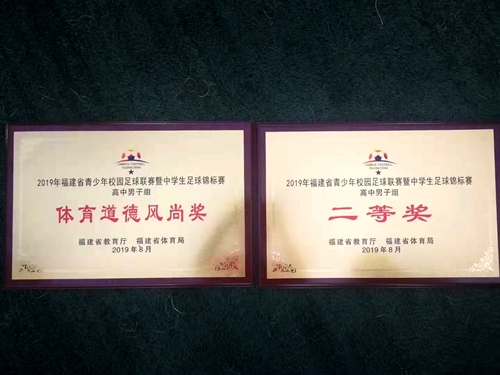 2019年福建省青少年校园足球联赛暨中学生足球锦标赛
高中男子组
体育道德风尚奖
福建省教育厅 福建省体育局
2019年8月
2019年福建省青少年校园足球联赛暨中学生足球锦标赛
高中男子组
二等奖
福建省教育厅 福建省体育局
2019年8月